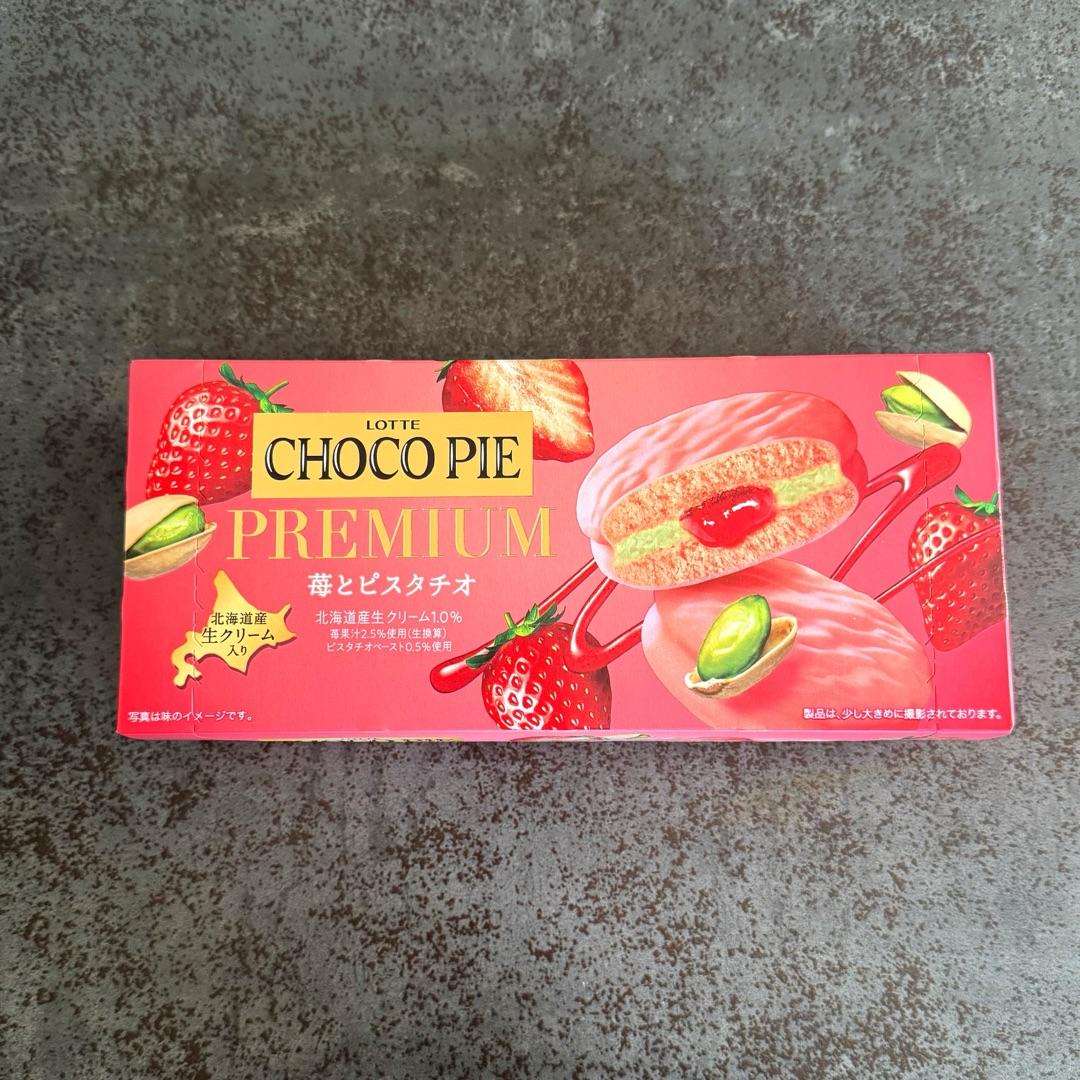 LOTTE
CHOCO PIE
PREMIUM
苺とピスタチオ
北海道産
生クリーム
入り
北海道産生クリーム1.0%
苺果汁2.5%使用(生換算)
ピスタチオペースト0.5%使用
写真は味のイメージです。
製品は、少し大きめに撮影されております。